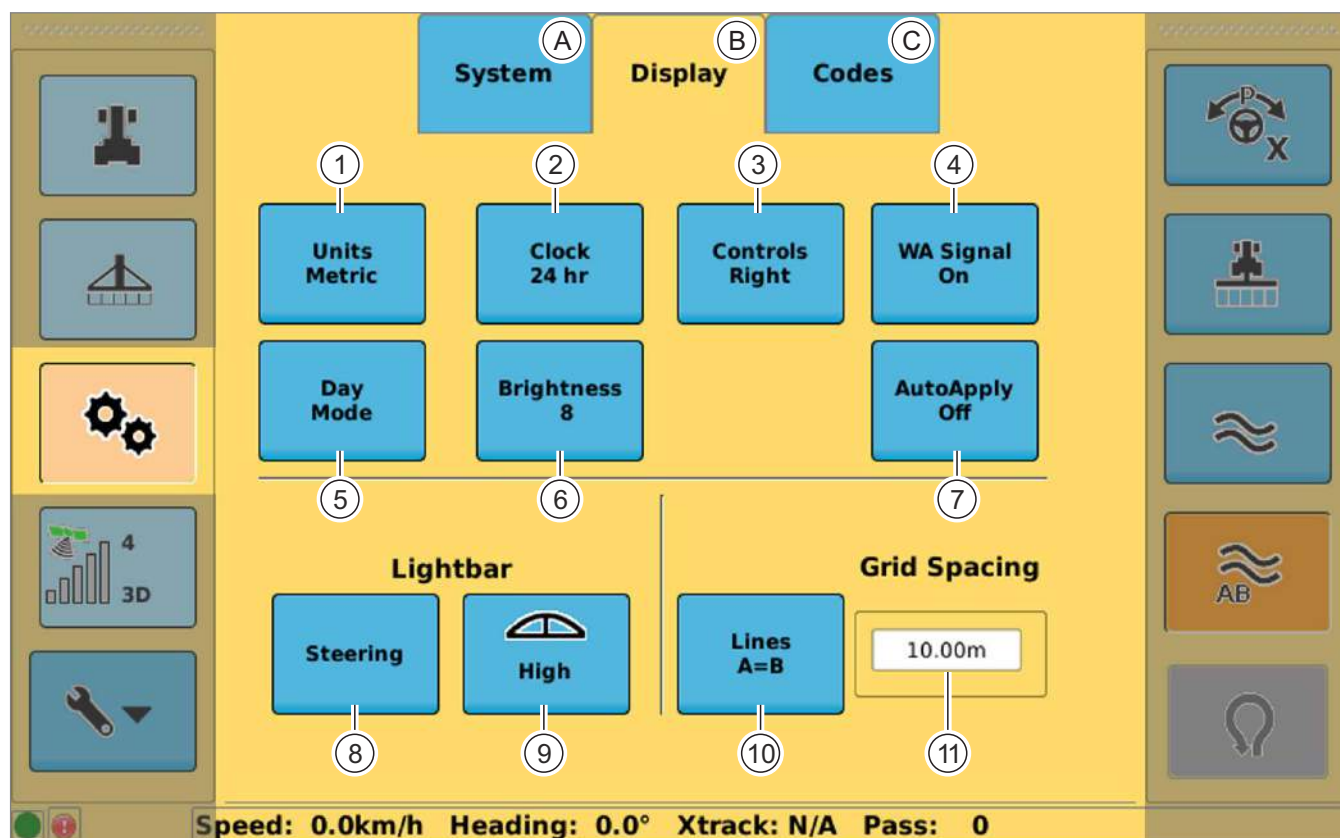 A
B
C
System
Display
Codes
1
2
3
4
Units
Metric
Clock
24 hr
Controls
Right
WA Signal
On
Day
Mode
Brightness
8
AutoApply
Off
5
6
7
4
3D
Lightbar
Grid Spacing
Steering
High
Lines
A=B
10.00m
8
9
10
11
P
X
AB
Speed: 0.0km/h Heading: 0.0° Xtrack: N/A Pass: 0